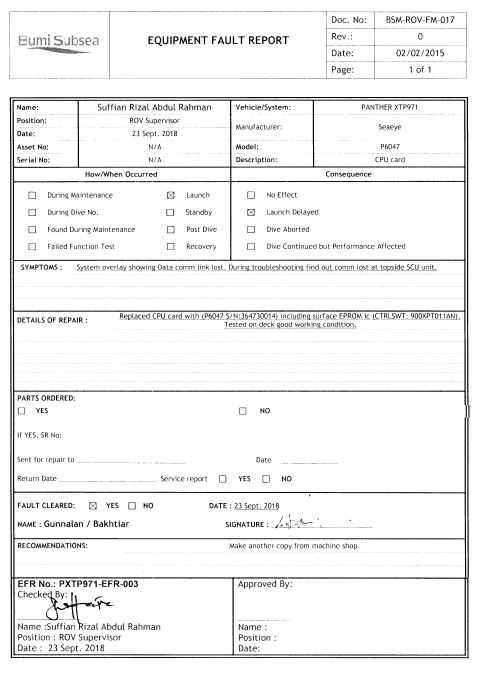 Bumi Subsea
EQUIPMENT FAULT REPORT
Doc. No: BSM-ROV-FM-017
Rev.: 0
Date: 02/02/2015
Page: 1 of 1
Name: Suffian Rizal Abdul Rahman Vehicle/System: PANTHER XTP971
Position: ROV Supervisor
Manufacturer: Seaeye
Date: 23 Sept. 2018
Asset No: N/A Model: P6047
Serial No: N/A Description: CPU card
How/When Occurred Consequence
☐ During Maintenance ☒ Launch ☐ No Effect
☐ During Dive No. ☐ Standby ☒ Launch Delayed
☐ Found During Maintenance ☐ Post Dive ☐ Dive Aborted
☐ Failed Function Test ☐ Recovery ☐ Dive Continued but Performance Affected
SYMPTOMS : System overlay showing Data comm link lost. During troubleshooting find out comm lost at topside SCU unit.
DETAILS OF REPAIR : Replaced CPU card with (P6047 S/N:364730014) including surface EPROM ic (CTRLSWT: 900XPT011AN).
Tested on deck good working condition.
PARTS ORDERED:
☐ YES ☐ NO
If YES, SR No:
Sent for repair to Date
Return Date Service report ☐ YES ☐ NO
FAULT CLEARED: ☒ YES ☐ NO DATE : 23 Sept. 2018
NAME : Gunnalan / Bakhtiar SIGNATURE :
RECOMMENDATIONS: Make another copy from machine shop.
EFR No.: PXTP971-EFR-003 Approved By:
Checked By:
Name :Suffian Rizal Abdul Rahman Name :
Position : ROV Supervisor Position :
Date : 23 Sept. 2018 Date: